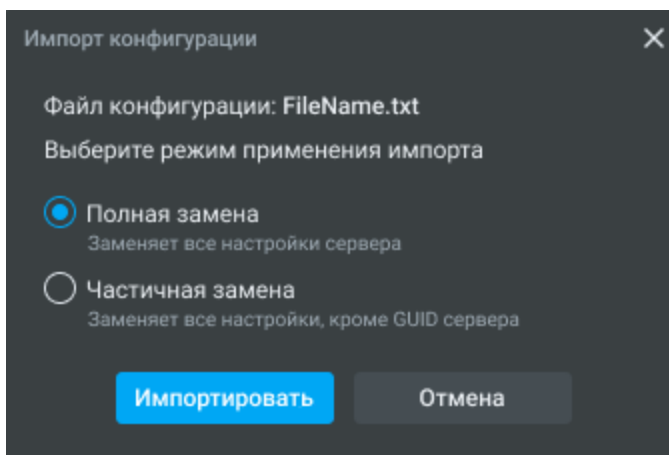 Импорт конфигурации
Файл конфигурации: FileName.txt
Выберите режим применения импорта
Полная замена
Заменяет все настройки сервера
Частичная замена
Заменяет все настройки, кроме GUID сервера
Импортировать
Отмена